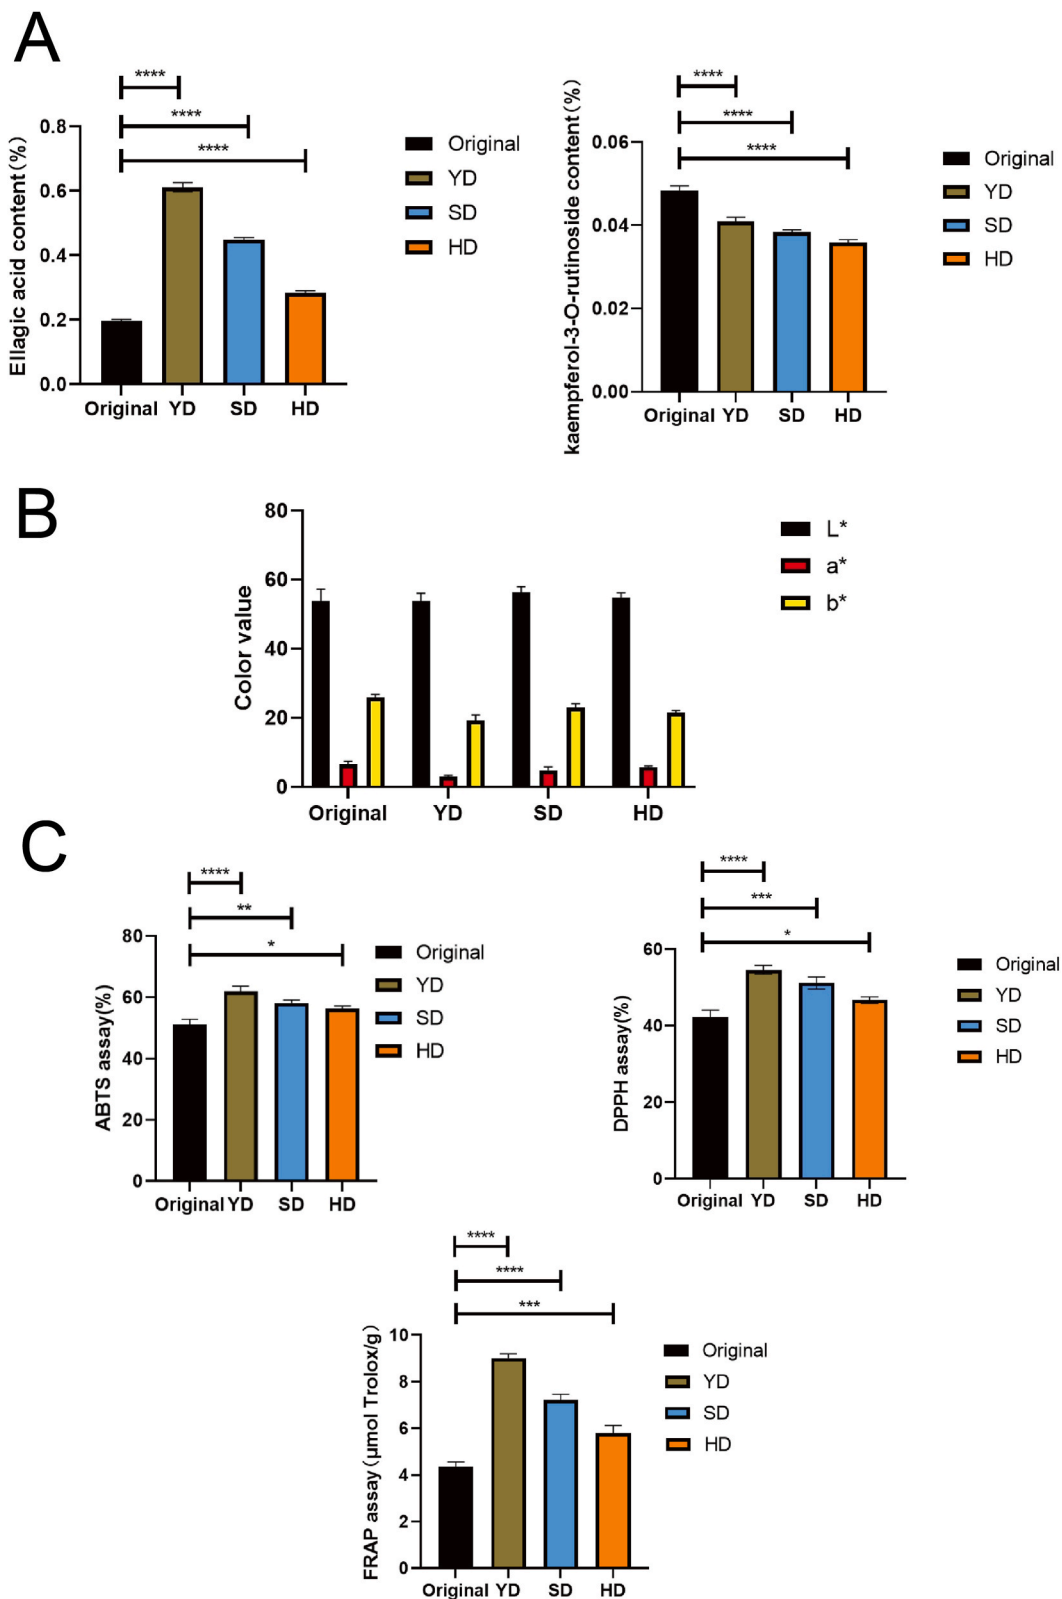 A
****
****
****
Ellagic acid content(%)
0.8
0.6
0.4
0.2
0.0
Original YD SD HD
Original
YD
SD
HD
****
****
****
kaempferol-3-O-rutinoside content(%)
0.06
0.04
0.02
0.00
Original YD SD HD
Original
YD
SD
HD
B
Color value
80
60
40
20
0
Original YD SD HD
L*
a*
b*
C
****
**
*
ABTS assay(%)
80
60
40
20
0
Original YD SD HD
Original
YD
SD
HD
****
***
*
DPPH assay(%)
60
40
20
0
Original YD SD HD
Original
YD
SD
HD
****
****
***
FRAP assay(μmol Trolox/g)
10
8
6
4
2
0
Original YD SD HD
Original
YD
SD
HD